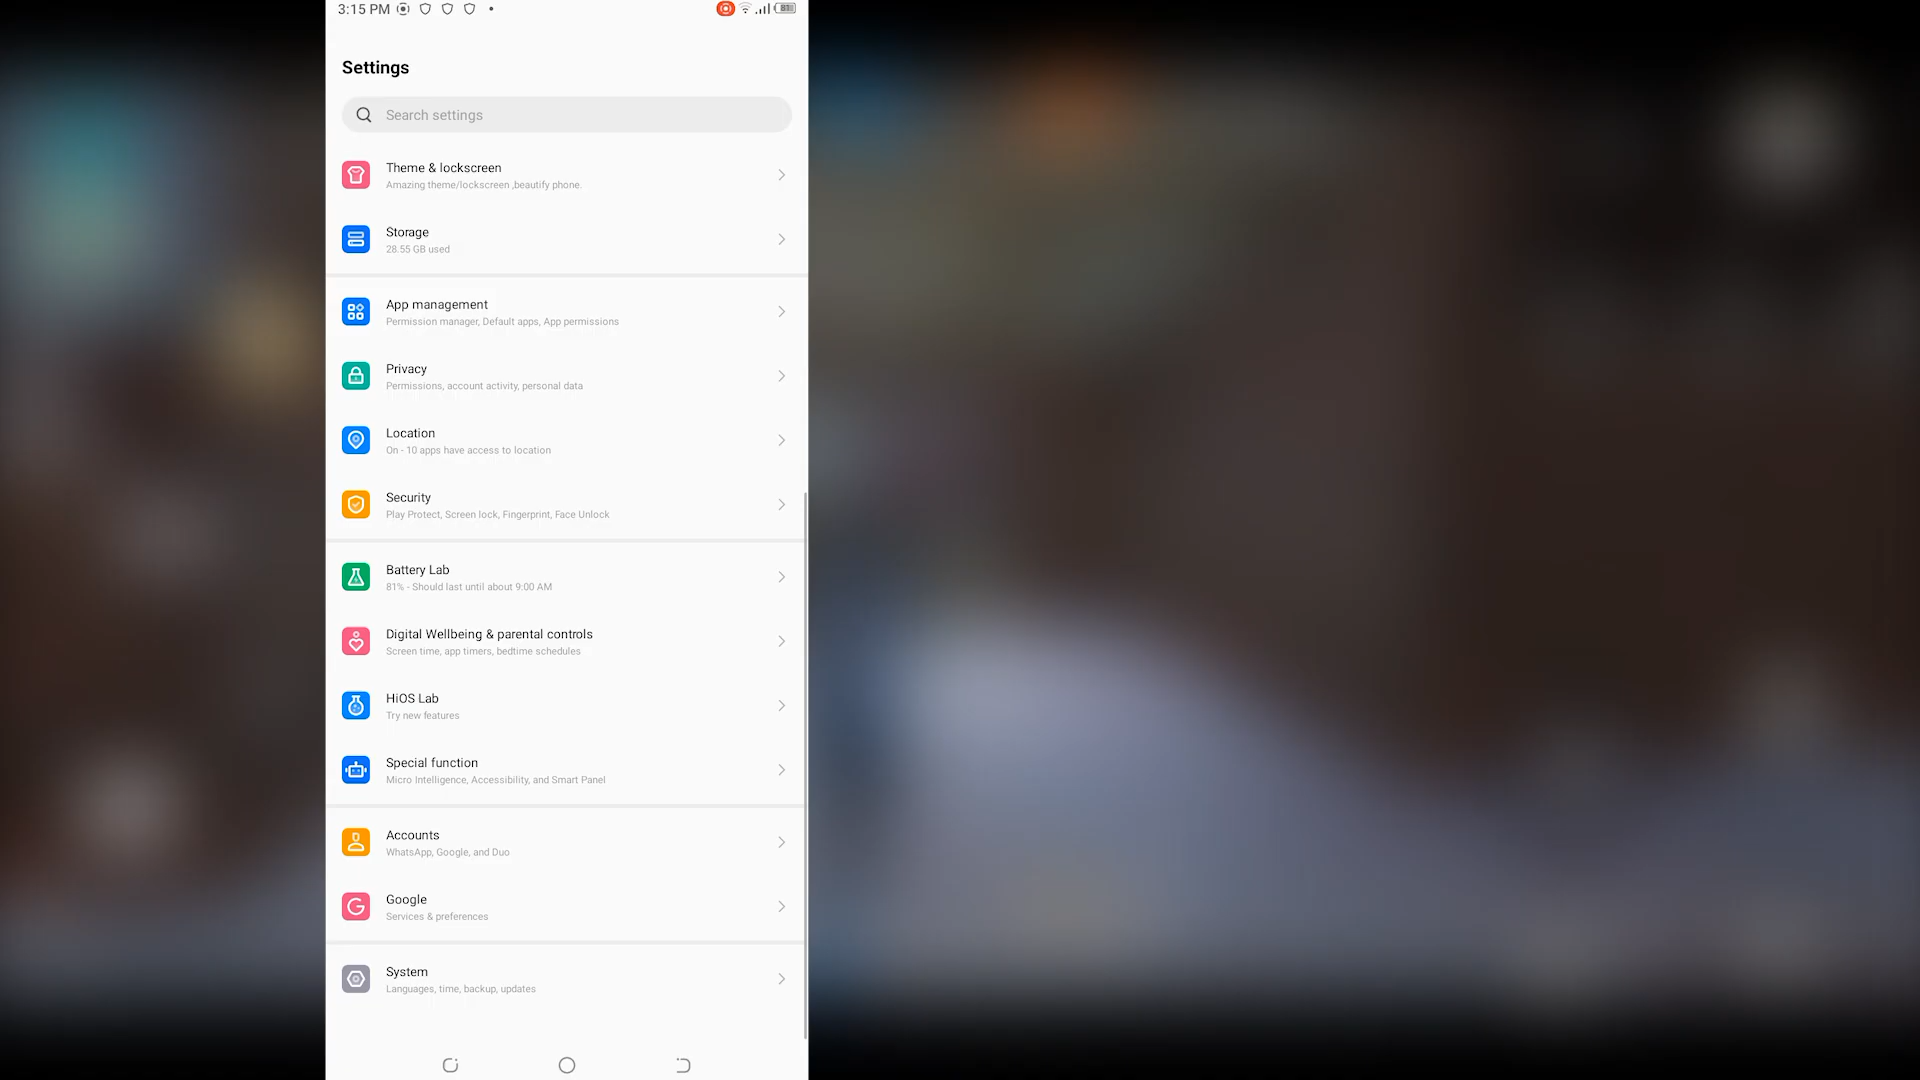 3:15 PM
81
Settings
Search settings
Theme & lockscreen
Amazing theme/lockscreen ,beautify phone.
Storage
28.55 GB used
App management
Permission manager, Default apps, App permissions
Privacy
Permissions, account activity, personal data
Location
On - 10 apps have access to location
Security
Play Protect, Screen lock, Fingerprint, Face Unlock
Battery Lab
81% - Should last until about 9:00 AM
Digital Wellbeing & parental controls
Screen time, app timers, bedtime schedules
HiOS Lab
Try new features
Special function
Micro Intelligence, Accessibility, and Smart Panel
Accounts
WhatsApp, Google, and Duo
Google
Services & preferences
System
Languages, time, backup, updates